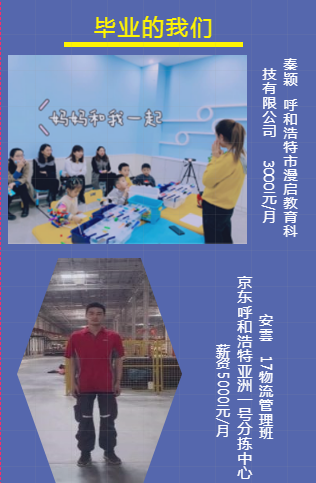 毕业的我们
妈妈和我一起
秦颖 呼和浩特市漫启教育科
技有限公司 3000元/月
安雲 17物流管理班
京东呼和浩特亚洲一号分拣中心
薪资5000元/月